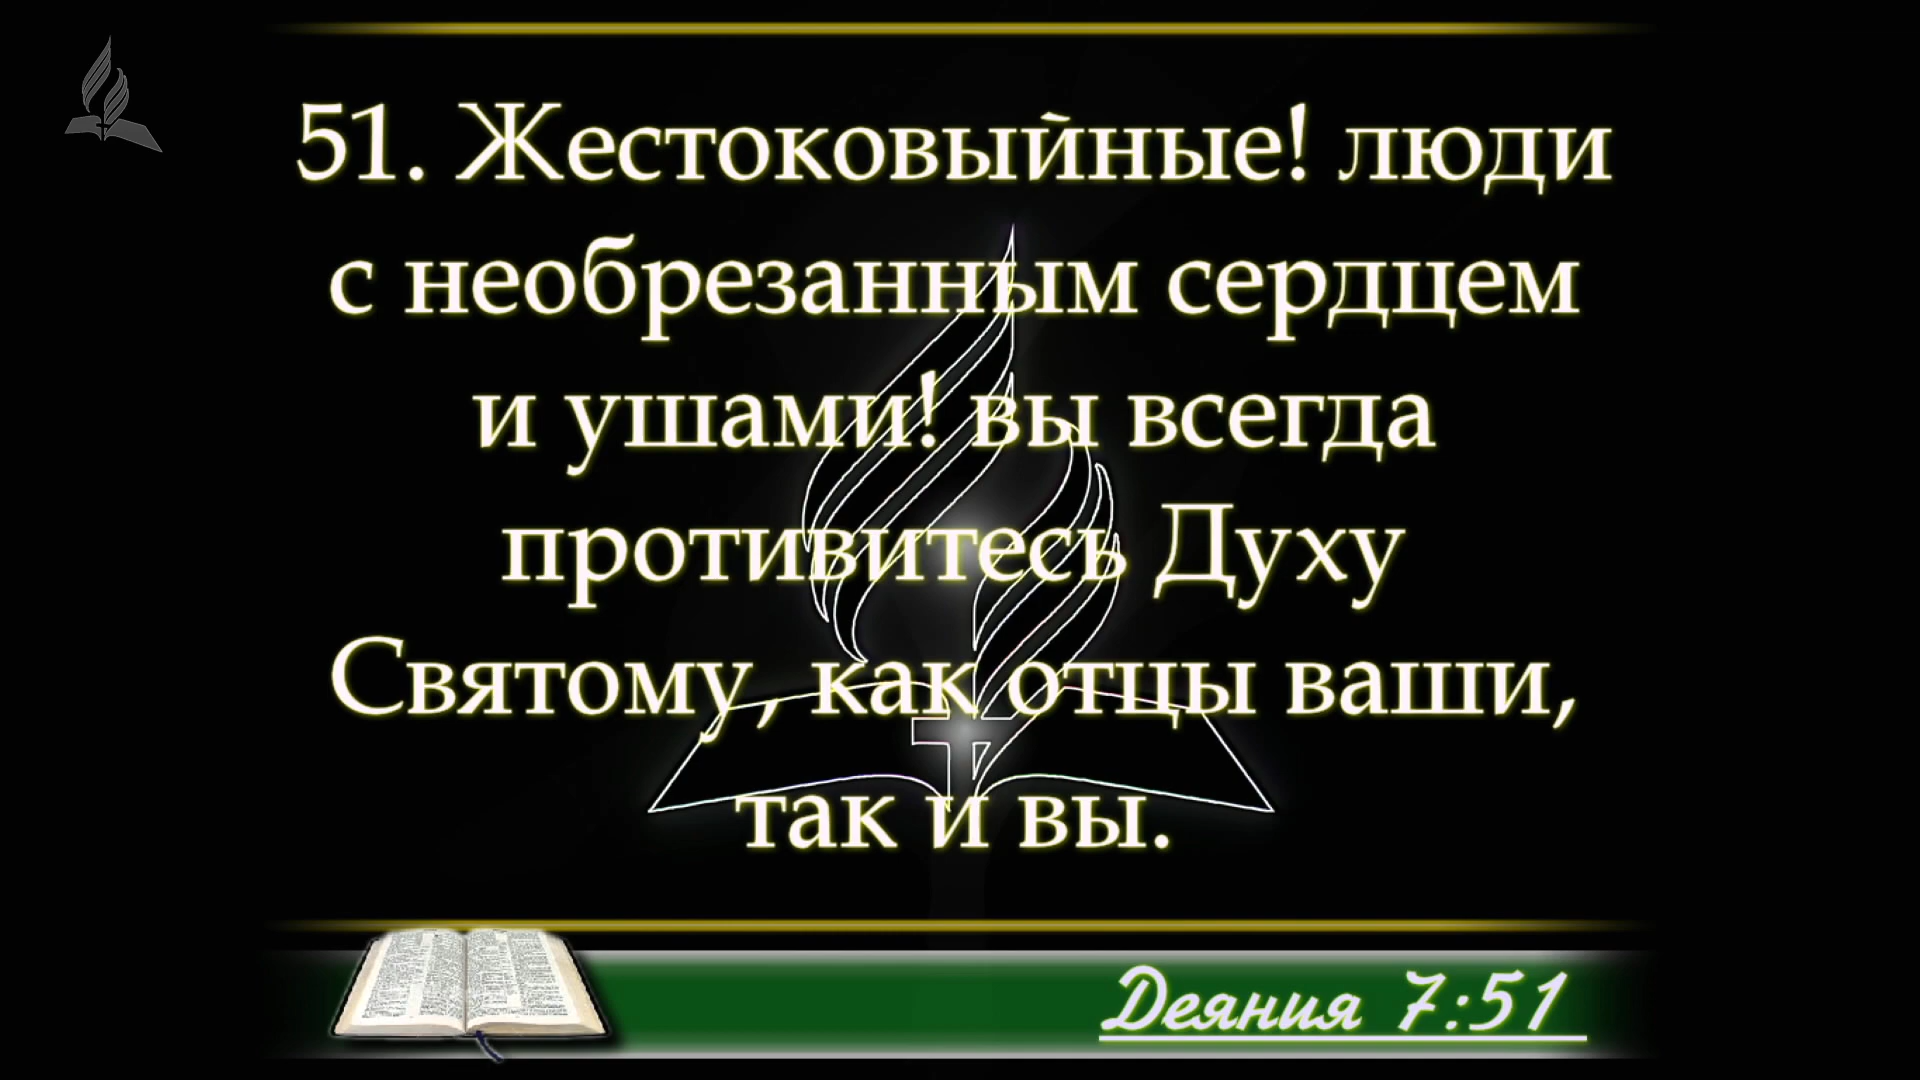 51. Жестоковыйные! люди
с необрезанным сердцем
и ушами! вы всегда
противитесь Духу
Святому, как отцы ваши,
так и вы.
Деяния 7:51